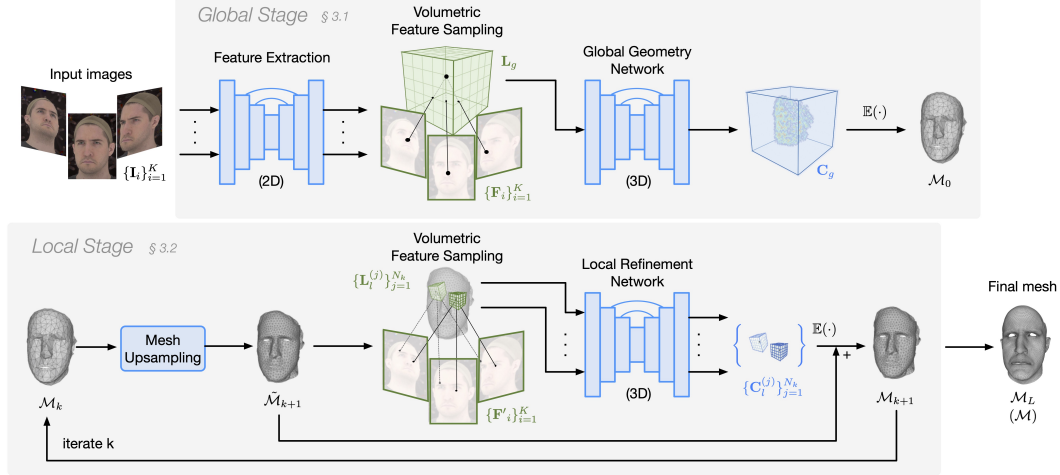 Global Stage § 3.1
Input images
{I_i}_{i=1}^K
Feature Extraction
(2D)
Volumetric
Feature Sampling
L_g
{F_i}_{i=1}^K
Global Geometry
Network
(3D)
C_g
𝔼(·)
ℳ_0
Local Stage § 3.2
ℳ_k
Mesh
Upsampling
ℳ̃_{k+1}
Volumetric
Feature Sampling
{L_l^{(j)}}_{j=1}^{N_k}
{F'_i}_{i=1}^K
Local Refinement
Network
(3D)
{C_l^{(j)}}_{j=1}^{N_k}
𝔼(·)
+
ℳ_{k+1}
iterate k
Final mesh
ℳ_L
(ℳ)